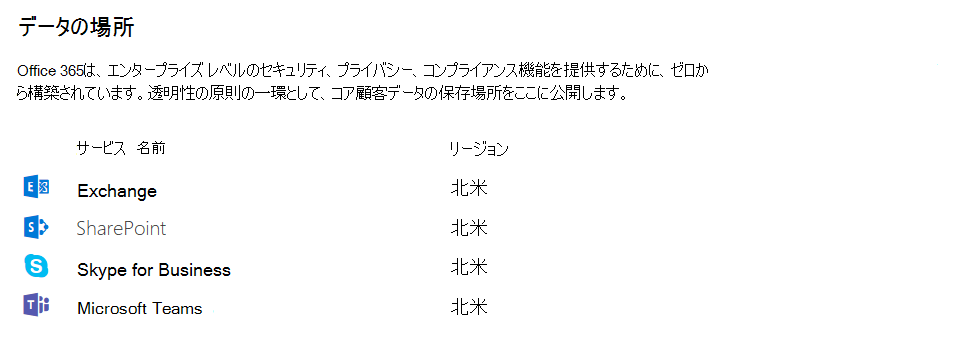 データの場所
Office 365は、エンタープライズ レベルのセキュリティ、プライバシー、コンプライアンス機能を提供するために、ゼロか
ら構築されています。透明性の原則の一環として、コア顧客データの保存場所をここに公開します。
サービス 名前 リージョン
Exchange 北米
SharePoint 北米
Skype for Business 北米
Microsoft Teams 北米